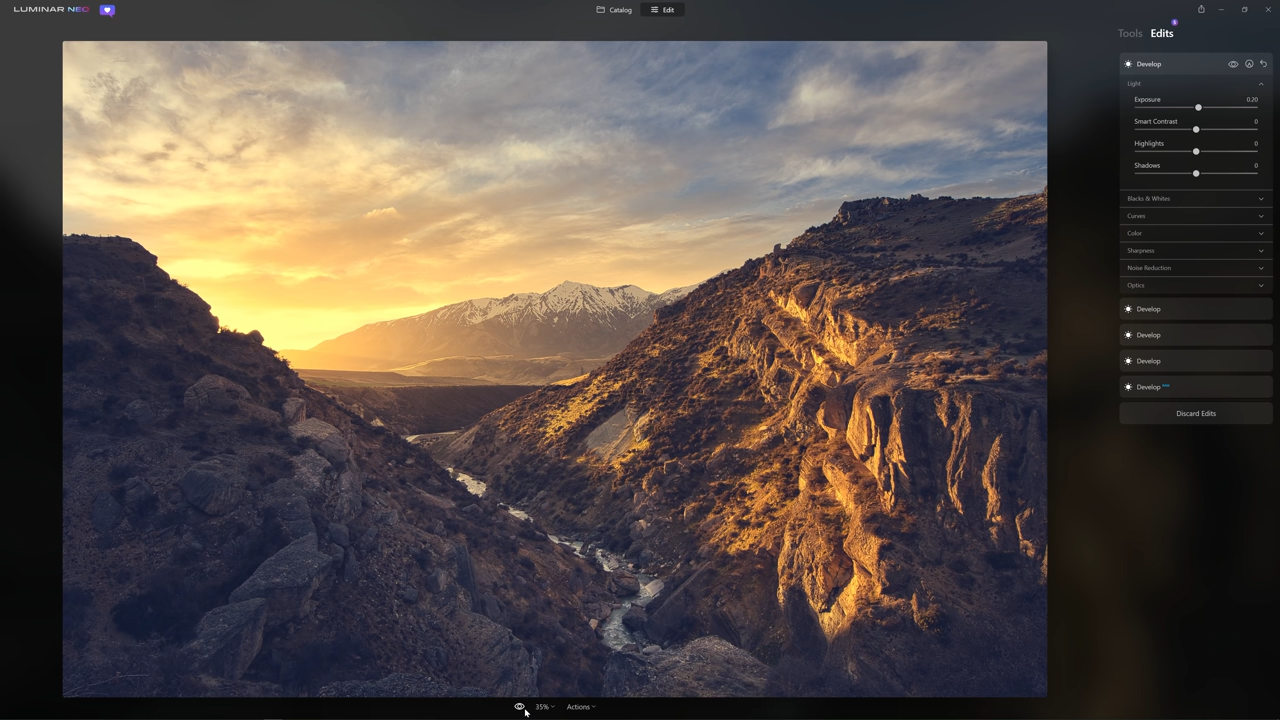 LUMINAR NEO
Catalog
Edit
Tools
Edits
Develop
Light
Exposure 0.20
Smart Contrast 0
Highlights 0
Shadows 0
Blacks & Whites
Curves
Color
Sharpness
Noise Reduction
Optics
Develop
Develop
Develop
Develop
Discard Edits
35%
Actions